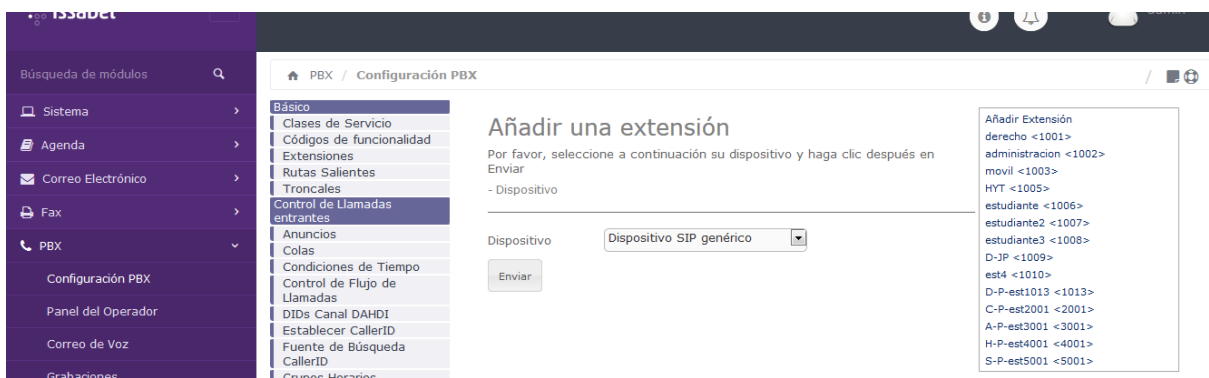 issabel
Búsqueda de módulos
Sistema
Agenda
Correo Electrónico
Fax
PBX
Configuración PBX
Panel del Operador
Correo de Voz
Grabaciones
PBX / Configuración PBX
/
Básico
Clases de Servicio
Códigos de funcionalidad
Extensiones
Rutas Salientes
Troncales
Control de Llamadas
entrantes
Anuncios
Colas
Condiciones de Tiempo
Control de Flujo de
Llamadas
DIDs Canal DAHDI
Establecer CallerID
Fuente de Búsqueda
CallerID
Grupos Horarios
Añadir una extensión
Por favor, seleccione a continuación su dispositivo y haga clic después en
Enviar
- Dispositivo
Dispositivo Dispositivo SIP genérico
Enviar
Añadir Extensión
derecho <1001>
administracion <1002>
movil <1003>
HYT <1005>
estudiante <1006>
estudiante2 <1007>
estudiante3 <1008>
D-JP <1009>
est4 <1010>
D-P-est1013 <1013>
C-P-est2001 <2001>
A-P-est3001 <3001>
H-P-est4001 <4001>
S-P-est5001 <5001>